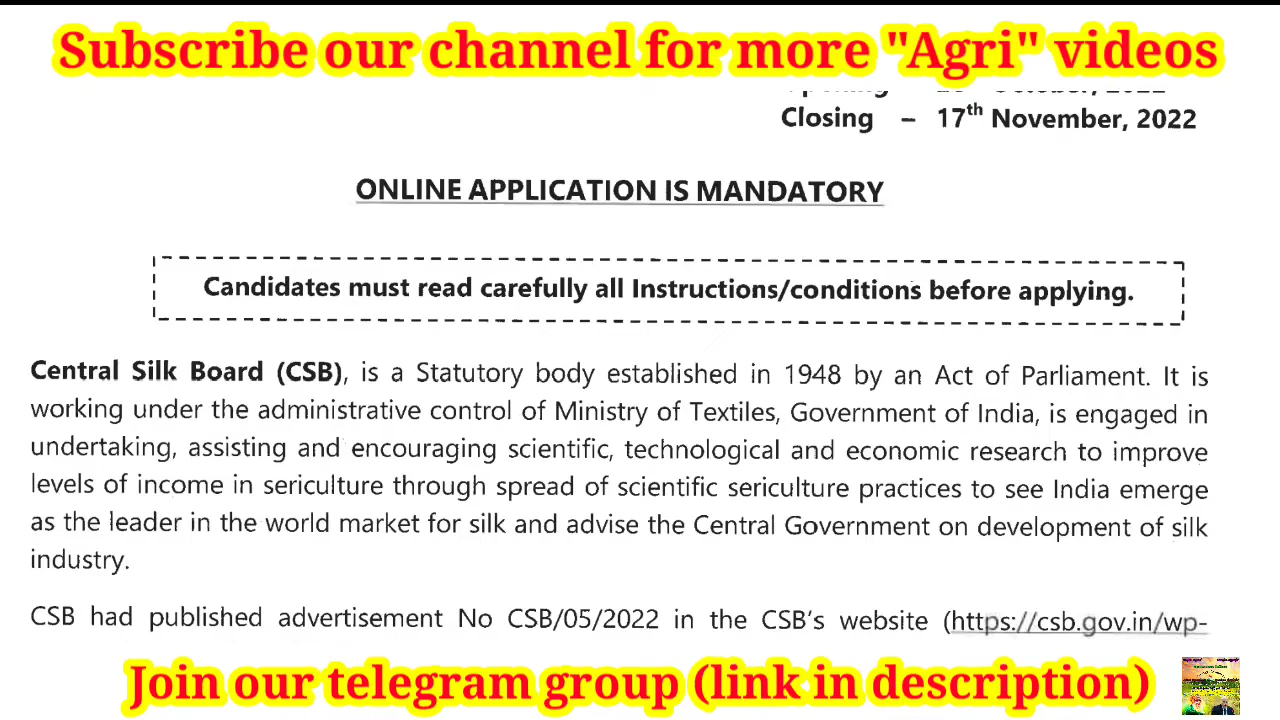 Subscribe our channel for more "Agri" videos
Closing – 17th November, 2022
ONLINE APPLICATION IS MANDATORY
Candidates must read carefully all Instructions/conditions before applying.
Central Silk Board (CSB), is a Statutory body established in 1948 by an Act of Parliament. It is
working under the administrative control of Ministry of Textiles, Government of India, is engaged in
undertaking, assisting and encouraging scientific, technological and economic research to improve
levels of income in sericulture through spread of scientific sericulture practices to see India emerge
as the leader in the world market for silk and advise the Central Government on development of silk
industry.
CSB had published advertisement No CSB/05/2022 in the CSB's website (https://csb.gov.in/wp-
Join our telegram group (link in description)